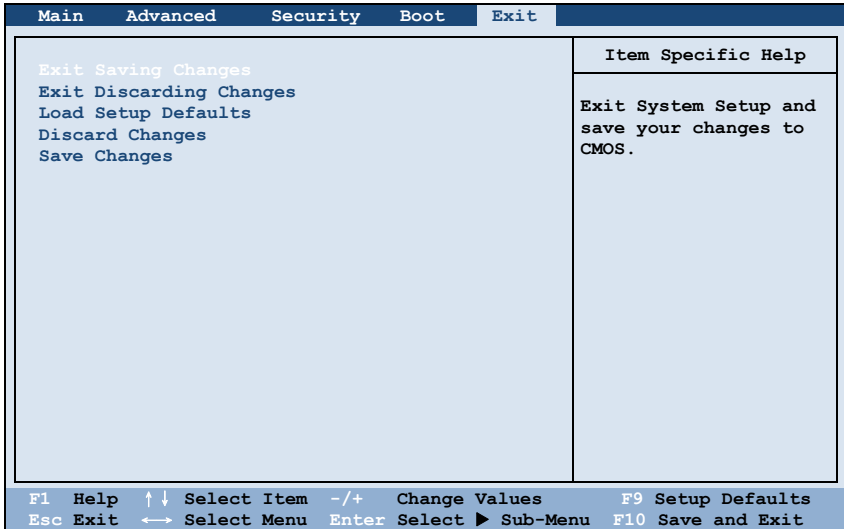 Main Advanced Security Boot Exit
Exit Saving Changes
Exit Discarding Changes
Load Setup Defaults
Discard Changes
Save Changes
Item Specific Help
Exit System Setup and
save your changes to
CMOS.
F1 Help ↑↓ Select Item -/+ Change Values F9 Setup Defaults
Esc Exit ←→ Select Menu Enter Select ▶ Sub-Menu F10 Save and Exit